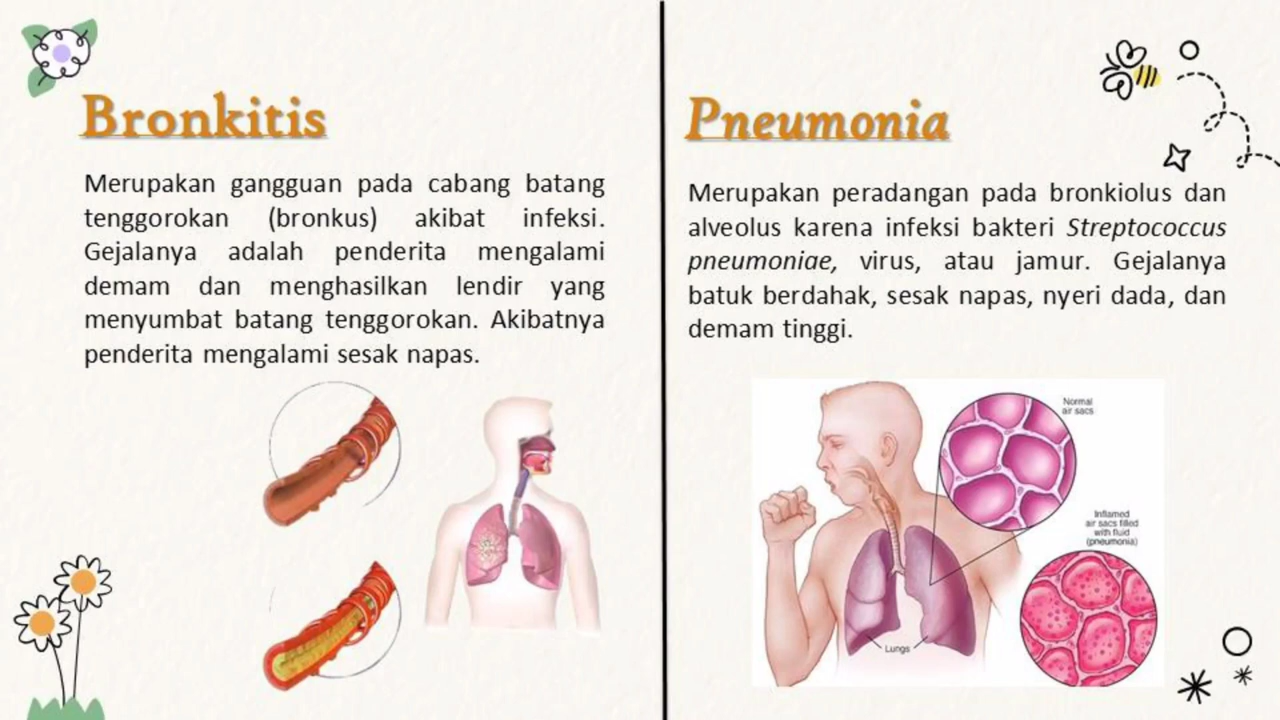 Bronkitis
Merupakan gangguan pada cabang batang
tenggorokan (bronkus) akibat infeksi.
Gejalanya adalah penderita mengalami
demam dan menghasilkan lendir yang
menyumbat batang tenggorokan. Akibatnya
penderita mengalami sesak napas.
Pneumonia
Merupakan peradangan pada bronkiolus dan
alveolus karena infeksi bakteri Streptococcus
pneumoniae, virus, atau jamur. Gejalanya
batuk berdahak, sesak napas, nyeri dada, dan
demam tinggi.
Normal
air sacs
Inflamed
air sacs filled
with fluid
(pneumonia)
Lungs